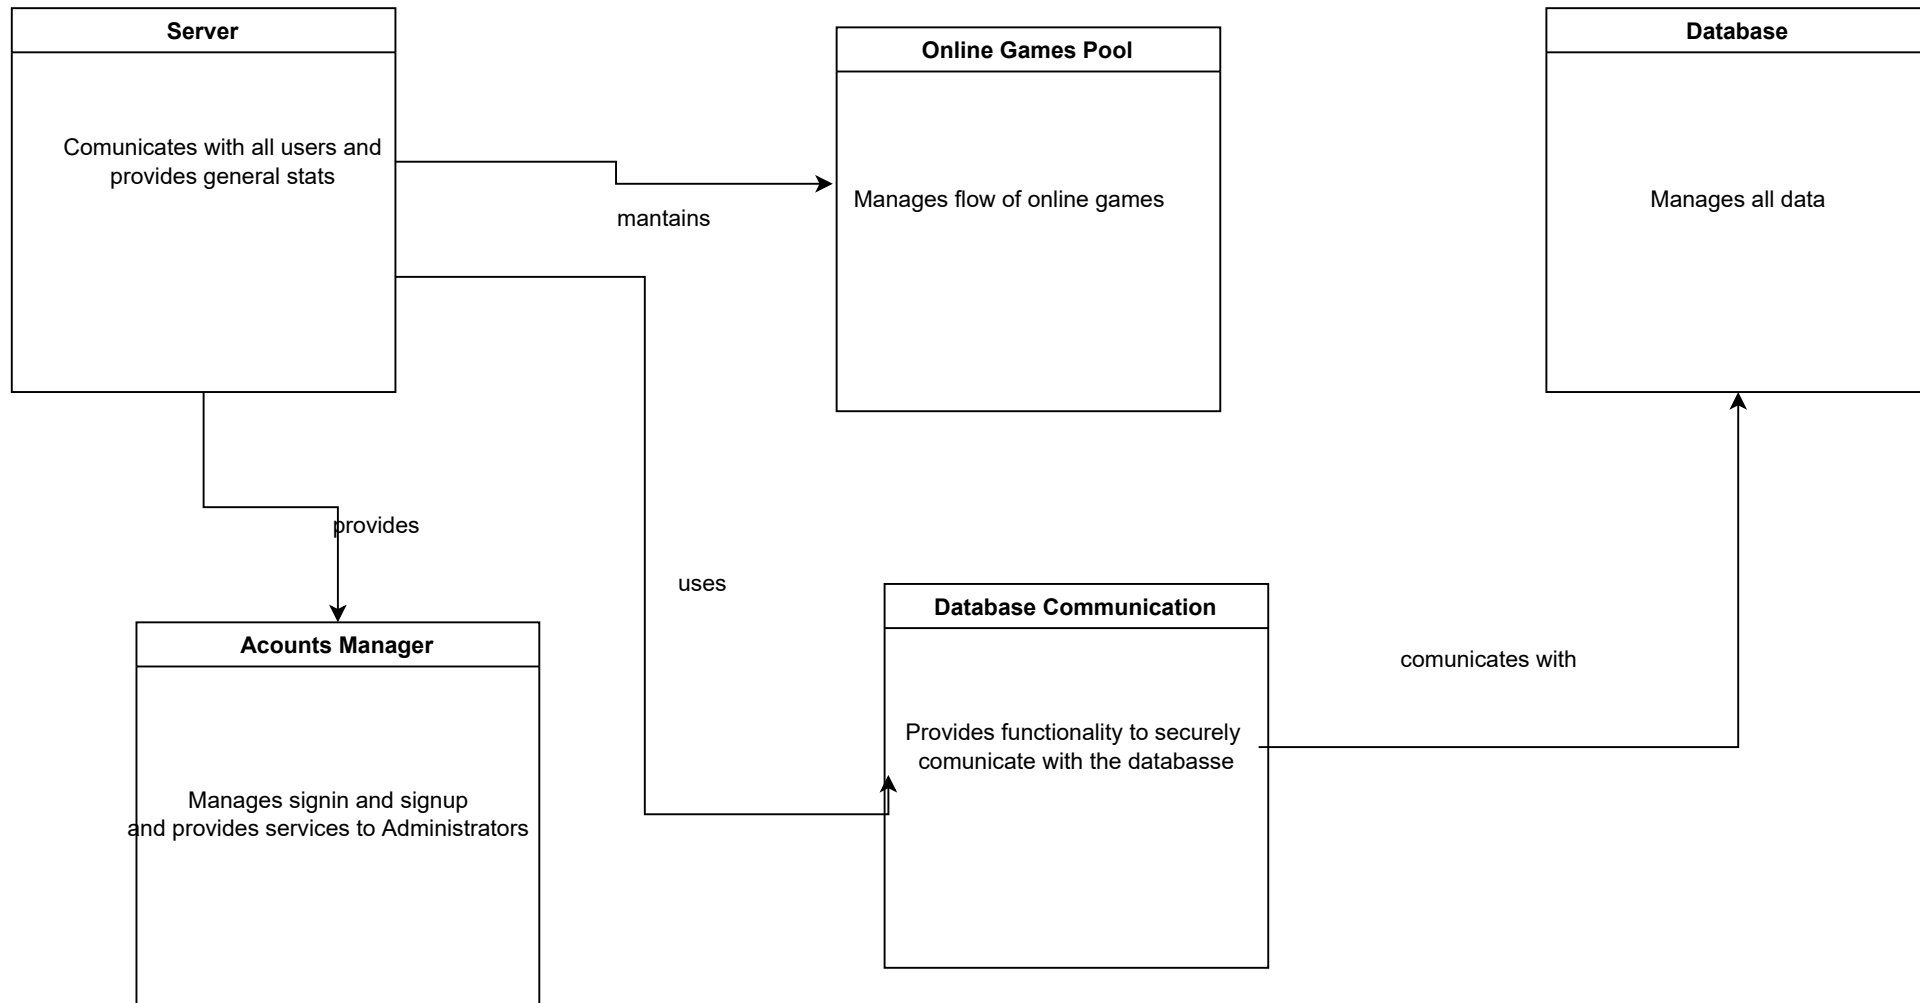 Server
Comunicates with all users and
provides general stats
Online Games Pool
Manages flow of online games
Database
Manages all data
mantains
provides
uses
Acounts Manager
Manages signin and signup
and provides services to Administrators
Database Communication
Provides functionality to securely
comunicate with the databasse
comunicates with